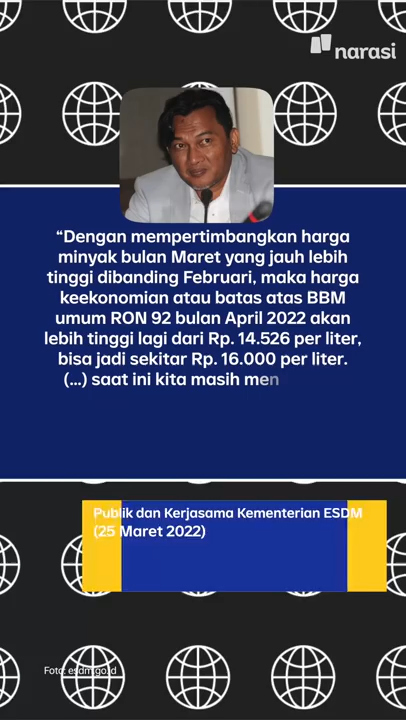 narasi
“Dengan mempertimbangkan harga
minyak bulan Maret yang jauh lebih
tinggi dibanding Februari, maka harga
keekonomian atau batas atas BBM
umum RON 92 bulan April 2022 akan
lebih tinggi lagi dari Rp. 14.526 per liter,
bisa jadi sekitar Rp. 16.000 per liter.
(...) saat ini kita masih men
Publik dan Kerjasama Kementerian ESDM
(25 Maret 2022)
Foto: esdm.go.id